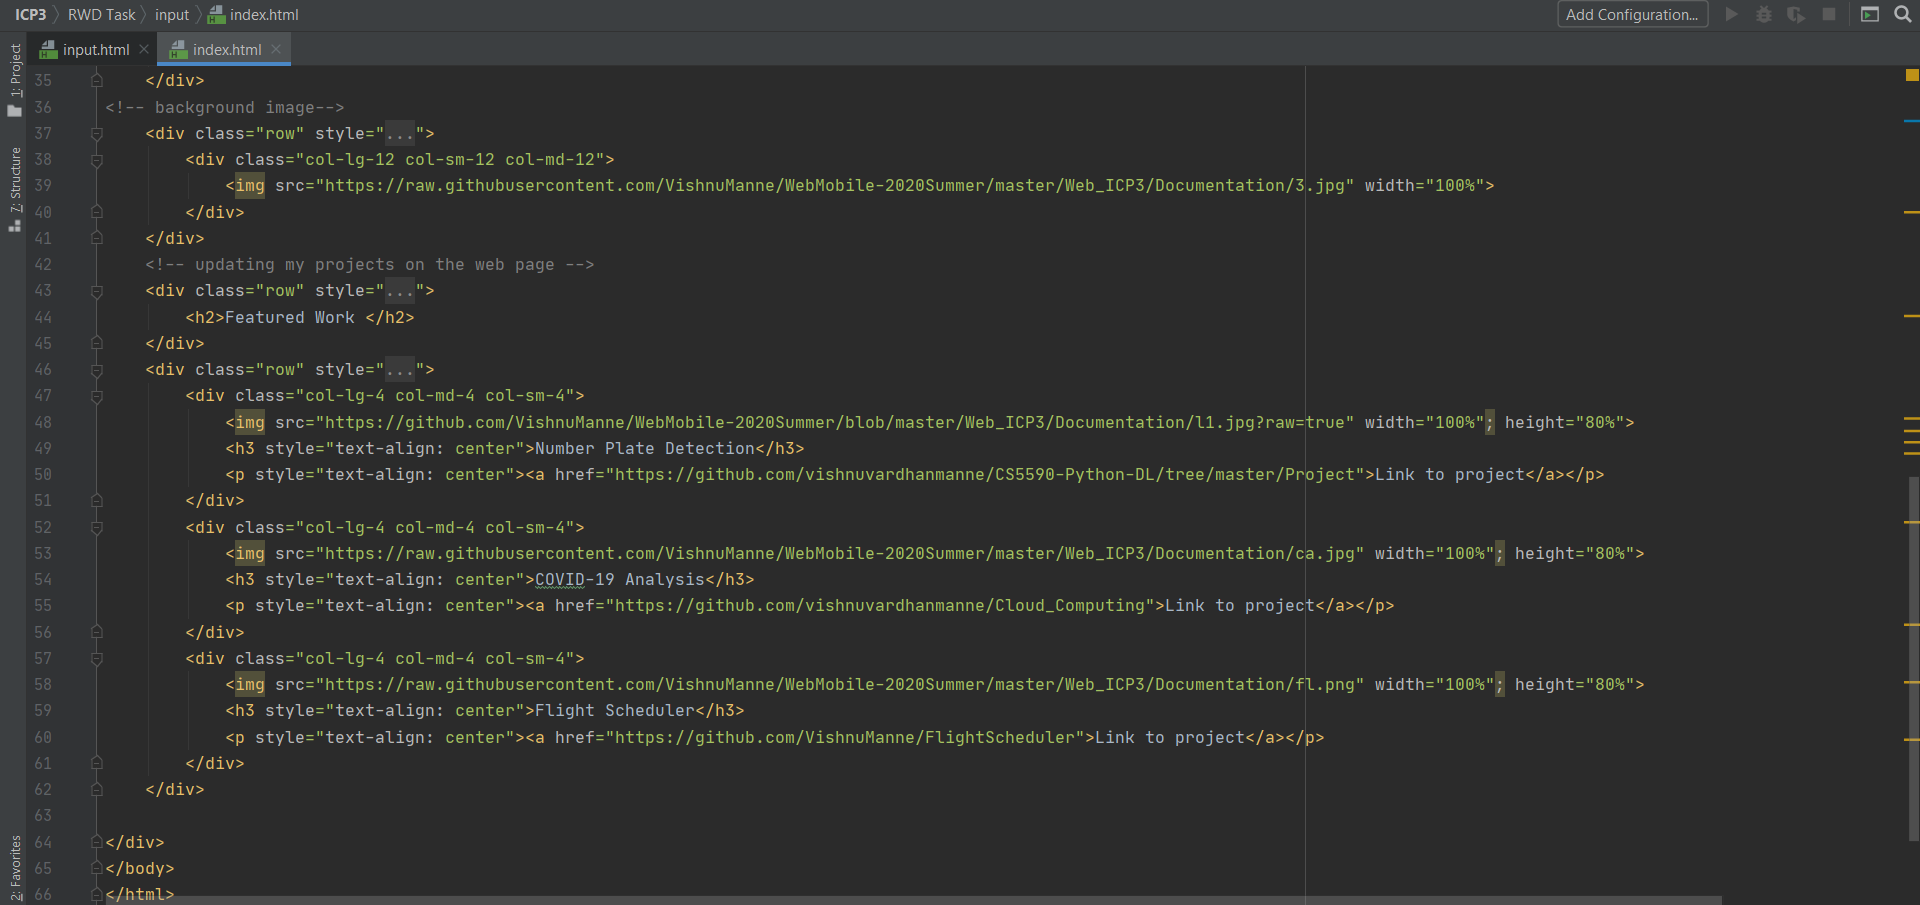 ICP3 RWD Task input index.html Add Configuration...
input.html index.html
1: Project
7: Structure
2: Favorites
35 </div>
36 <!-- background image-->
37 <div class="row" style="...">
38 <div class="col-lg-12 col-sm-12 col-md-12">
39 <img src="https://raw.githubusercontent.com/VishnuManne/WebMobile-2020Summer/master/Web_ICP3/Documentation/3.jpg" width="100%">
40 </div>
41 </div>
42 <!-- updating my projects on the web page -->
43 <div class="row" style="...">
44 <h2>Featured Work </h2>
45 </div>
46 <div class="row" style="...">
47 <div class="col-lg-4 col-md-4 col-sm-4">
48 <img src="https://github.com/VishnuManne/WebMobile-2020Summer/blob/master/Web_ICP3/Documentation/l1.jpg?raw=true" width="100%"; height="80%">
49 <h3 style="text-align: center">Number Plate Detection</h3>
50 <p style="text-align: center"><a href="https://github.com/vishnuvardhanmanne/CS5590-Python-DL/tree/master/Project">Link to project</a></p>
51 </div>
52 <div class="col-lg-4 col-md-4 col-sm-4">
53 <img src="https://raw.githubusercontent.com/VishnuManne/WebMobile-2020Summer/master/Web_ICP3/Documentation/ca.jpg" width="100%"; height="80%">
54 <h3 style="text-align: center">COVID-19 Analysis</h3>
55 <p style="text-align: center"><a href="https://github.com/vishnuvardhanmanne/Cloud_Computing">Link to project</a></p>
56 </div>
57 <div class="col-lg-4 col-md-4 col-sm-4">
58 <img src="https://raw.githubusercontent.com/VishnuManne/WebMobile-2020Summer/master/Web_ICP3/Documentation/fl.png" width="100%"; height="80%">
59 <h3 style="text-align: center">Flight Scheduler</h3>
60 <p style="text-align: center"><a href="https://github.com/VishnuManne/FlightScheduler">Link to project</a></p>
61 </div>
62 </div>
63
64 </div>
65 </body>
66 </html>